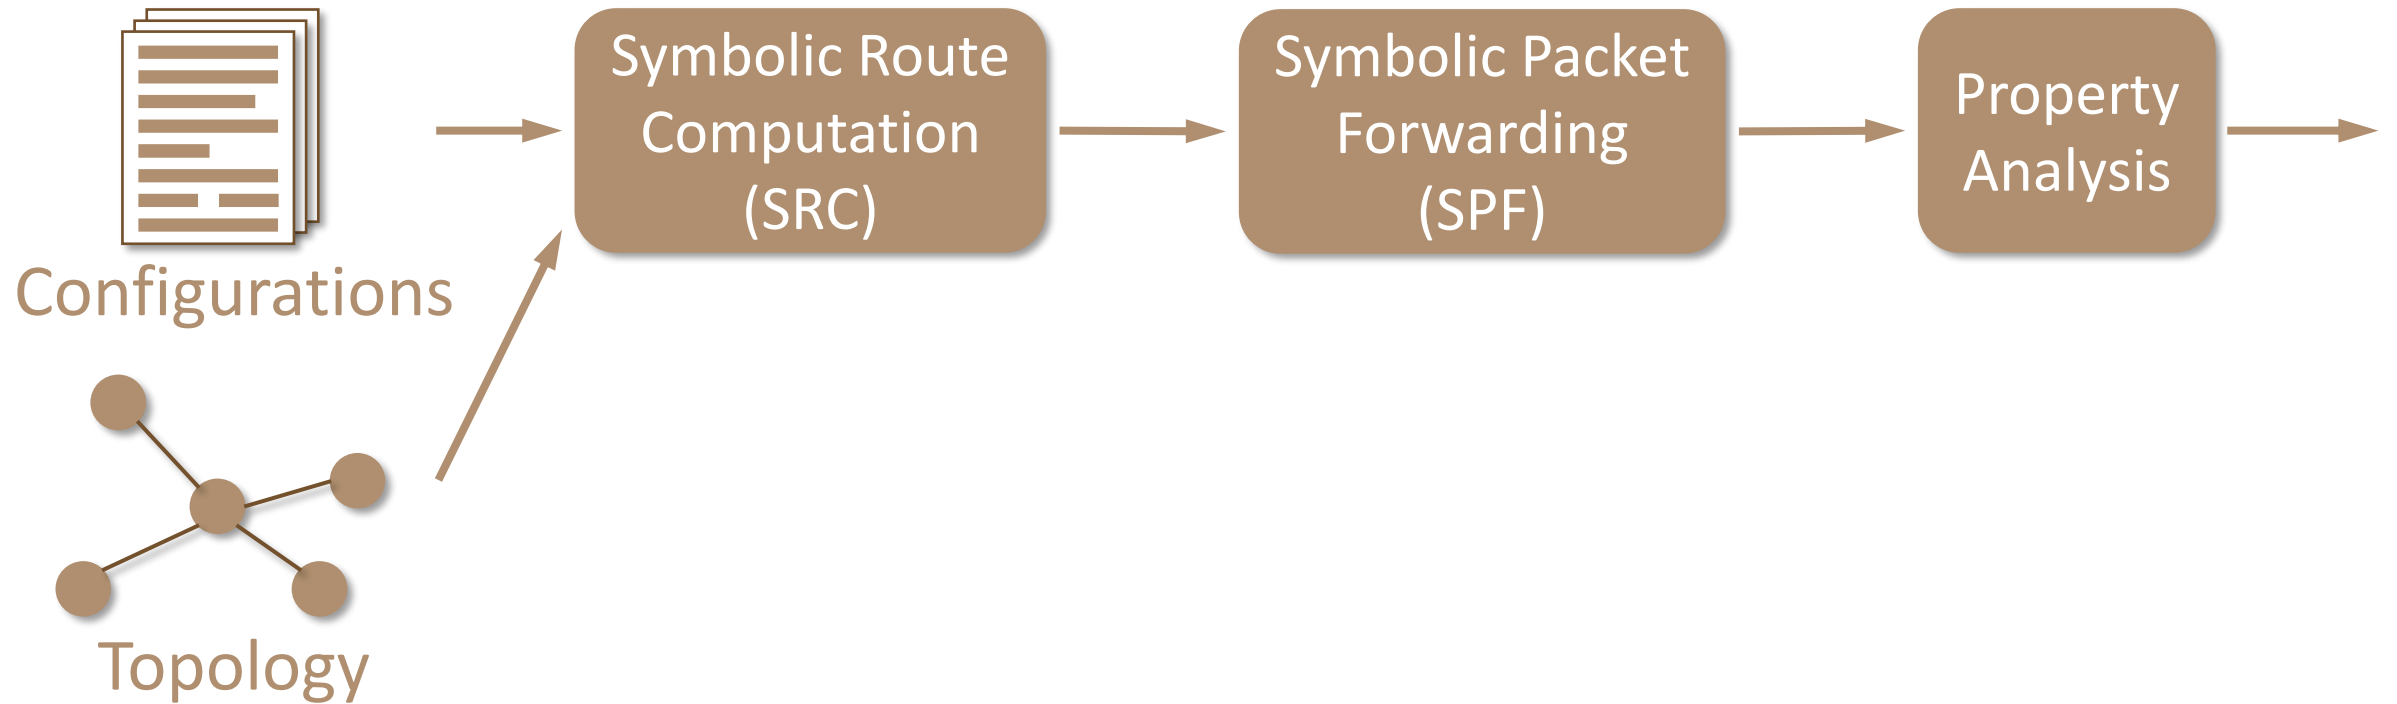 Configurations
Topology
Symbolic Route
Computation
(SRC)
Symbolic Packet
Forwarding
(SPF)
Property
Analysis